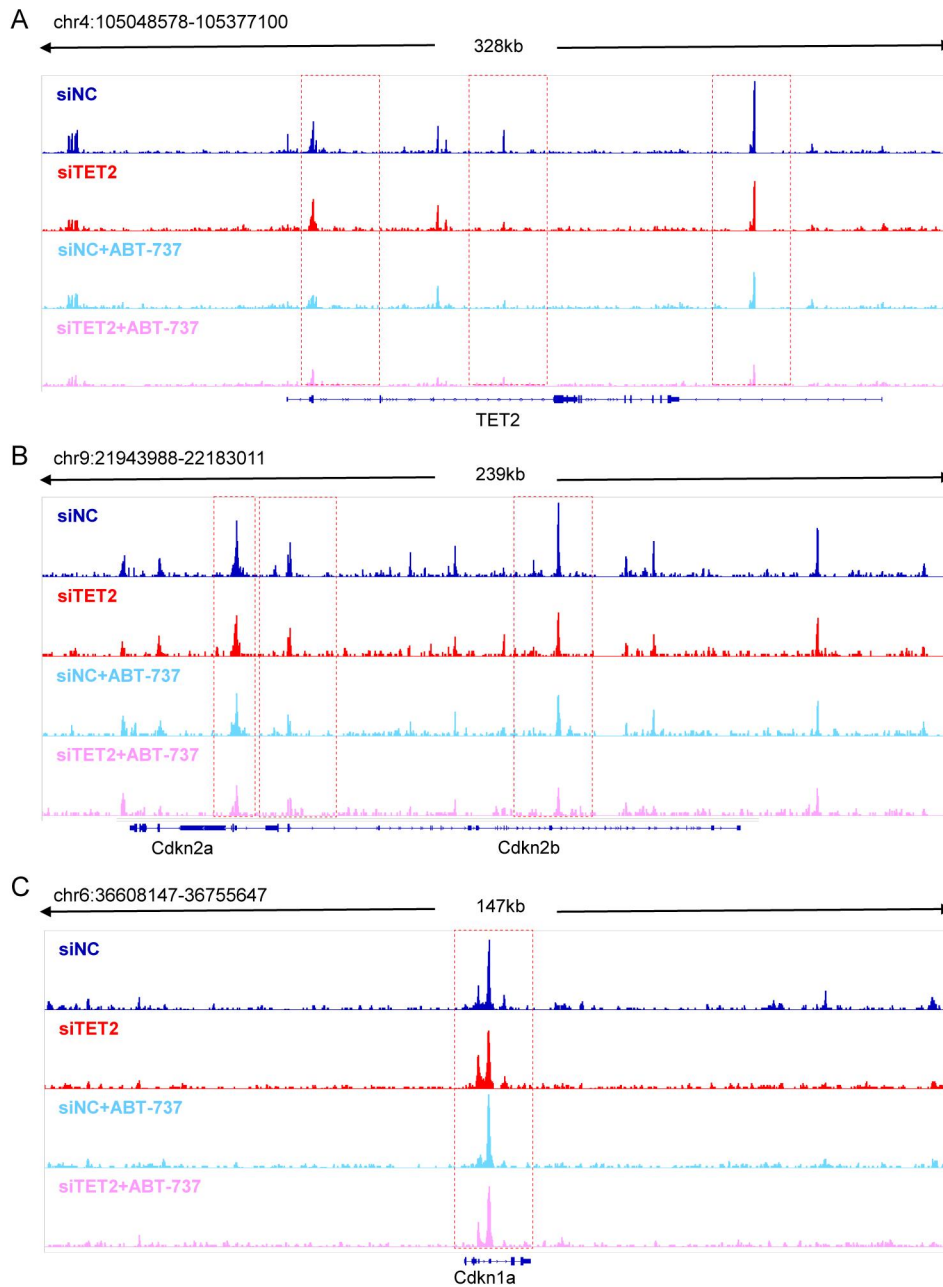 A
chr4:105048578-105377100
328kb
siNC
siTET2
siNC+ABT-737
siTET2+ABT-737
TET2
B
chr9:21943988-22183011
239kb
siNC
siTET2
siNC+ABT-737
siTET2+ABT-737
Cdkn2a Cdkn2b
C
chr6:36608147-36755647
147kb
siNC
siTET2
siNC+ABT-737
siTET2+ABT-737
Cdkn1a